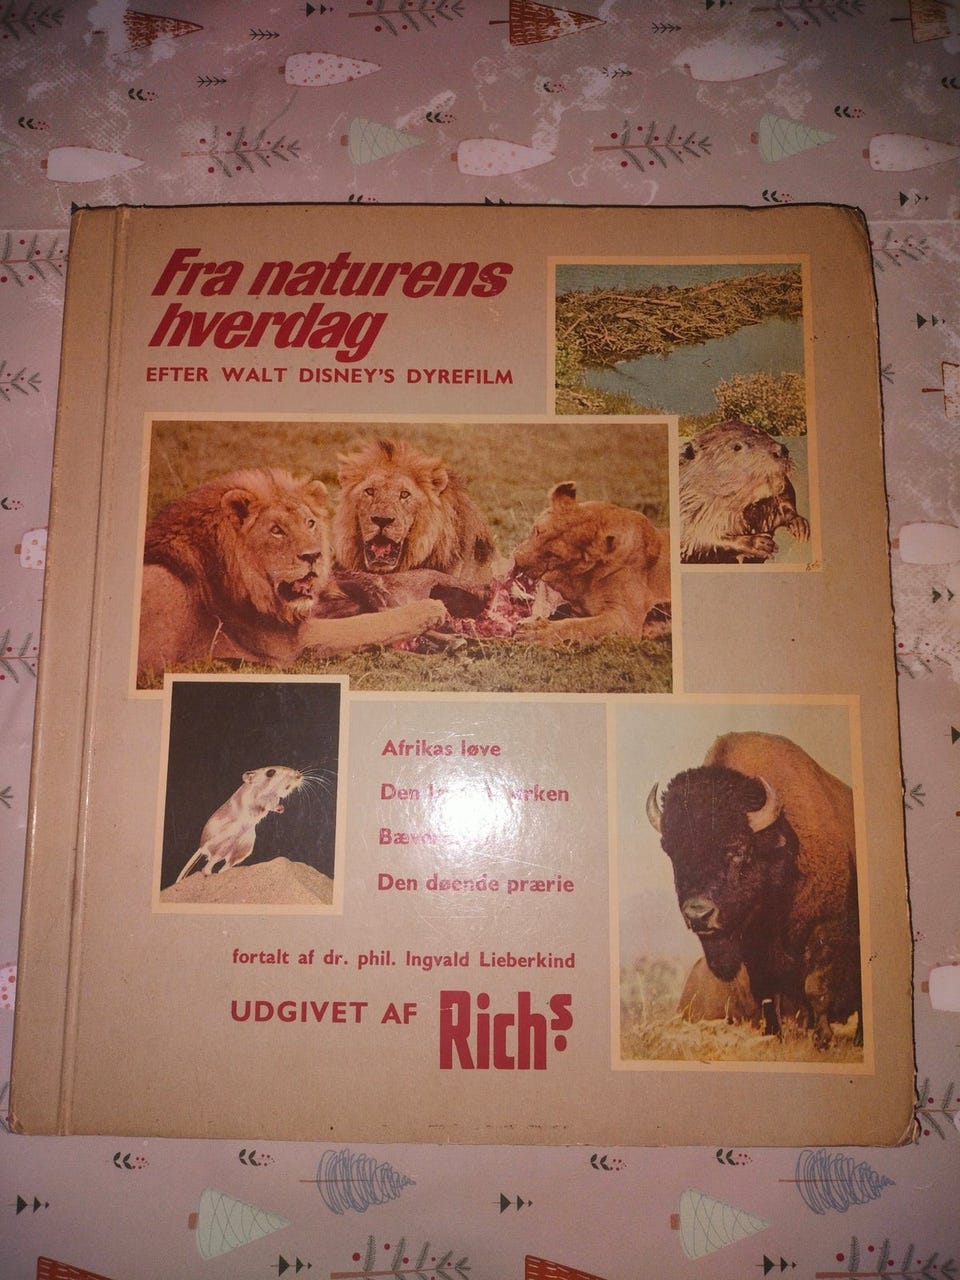 Fra naturens
hverdag
EFTER WALT DISNEY'S DYREFILM
Afrikas løve
Den
Den døende prærie
fortalt af dr. phil. Ingvald Lieberkind
UDGIVET AF Richs